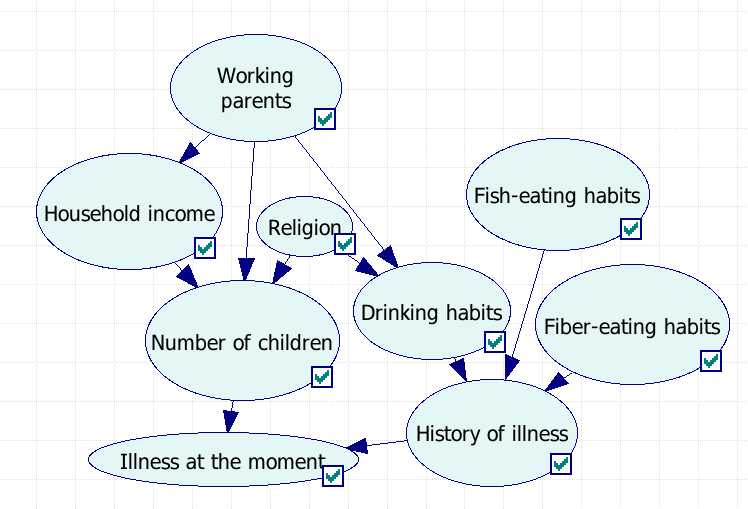 Working
parents
Fish-eating habits
Household income
Religion
Drinking habits
Fiber-eating habits
Number of children
History of illness
Illness at the moment